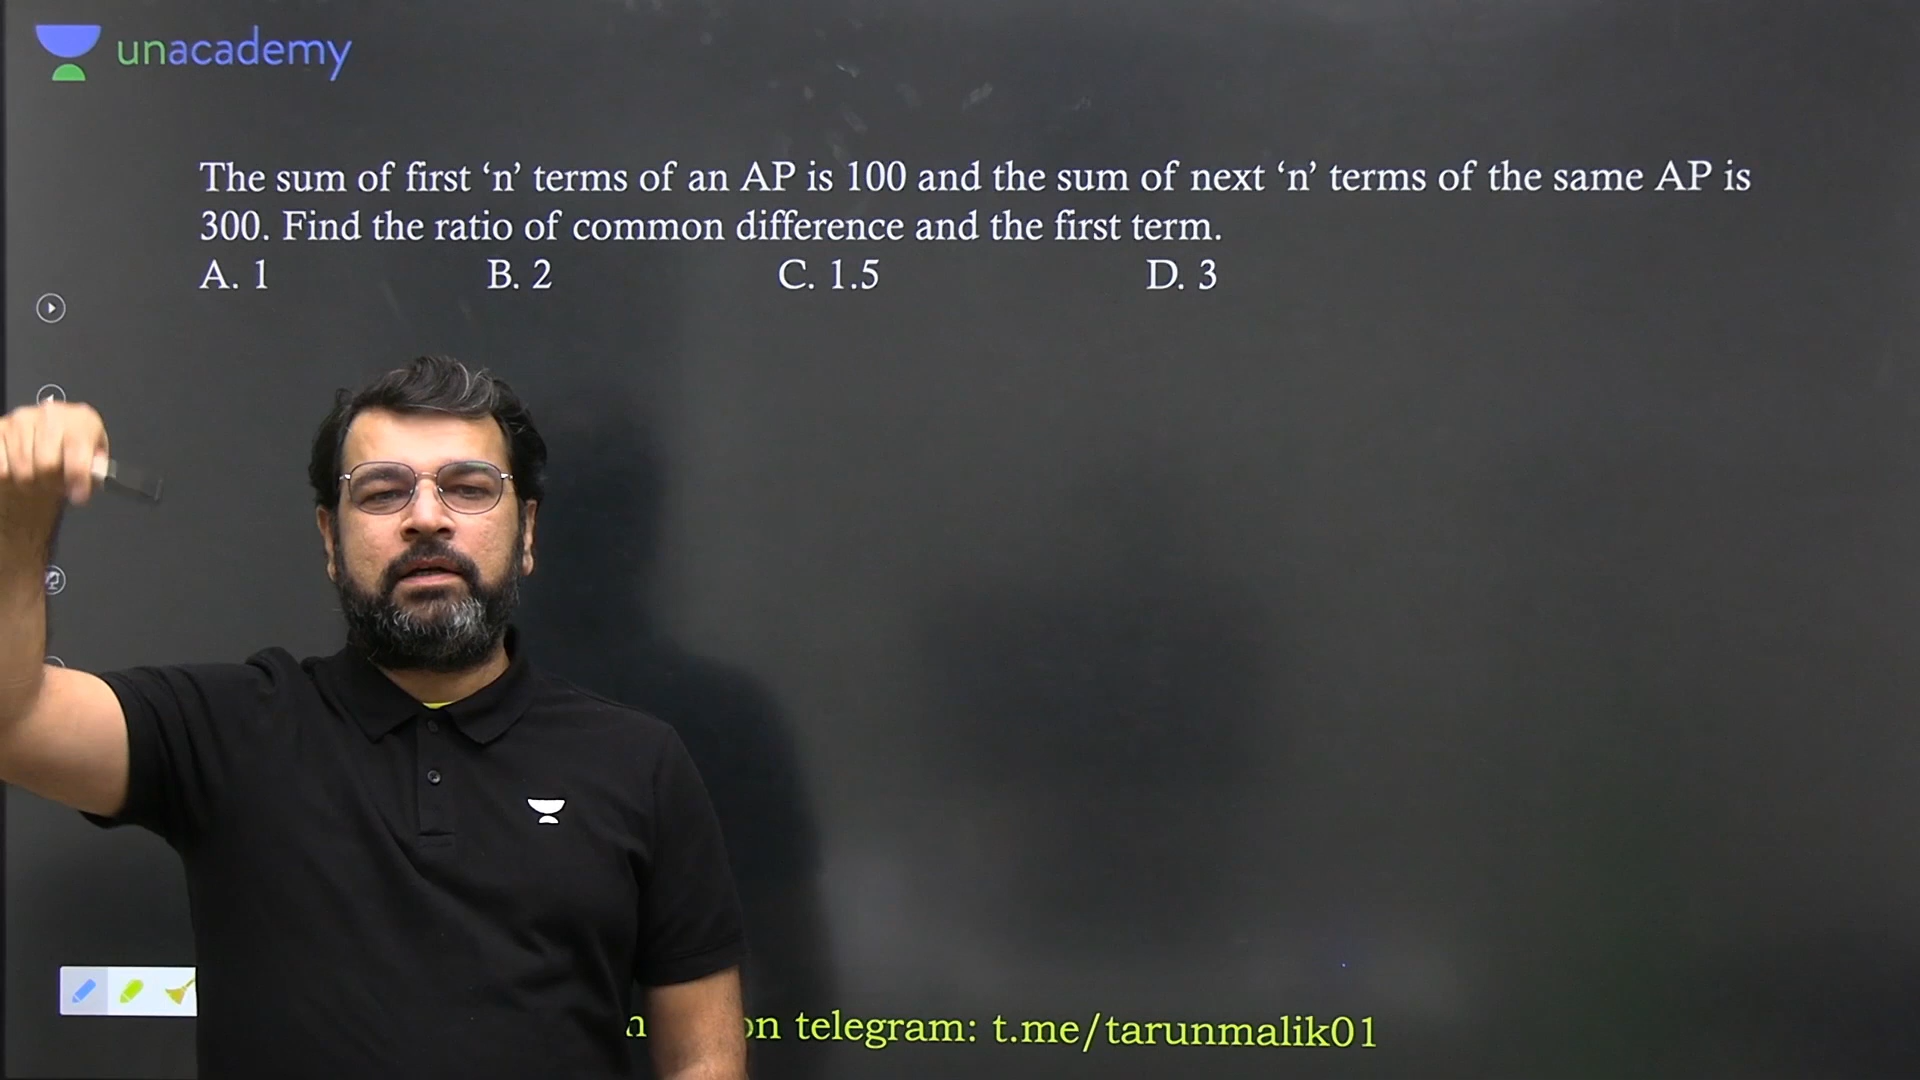 unacademy
The sum of first ‘n’ terms of an AP is 100 and the sum of next ‘n’ terms of the same AP is
300. Find the ratio of common difference and the first term.
A. 1 B. 2 C. 1.5 D. 3
on telegram: t.me/tarunmalik01